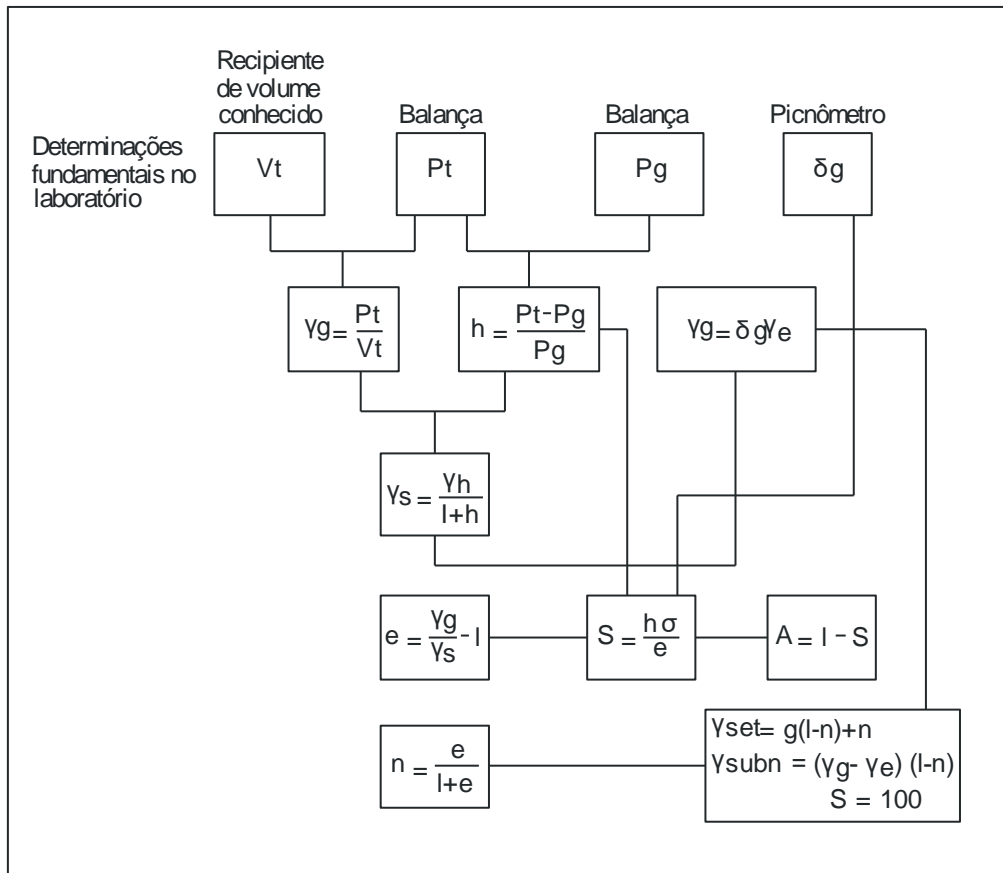 Recipiente
de volume
conhecido
Balança
Balança
Picnômetro
Determinações
fundamentais no
laboratório
Vt
Pt
Pg
δg
γg = Pt/Vt
h = Pt-Pg/Pg
γg = δgγe
γs = γh/l+h
e = γg/γs - l
S = hσ/e
A = l - S
n = e/l+e
γset = g(l-n)+n
γsubn = (γg- γe) (l-n)
S = 100